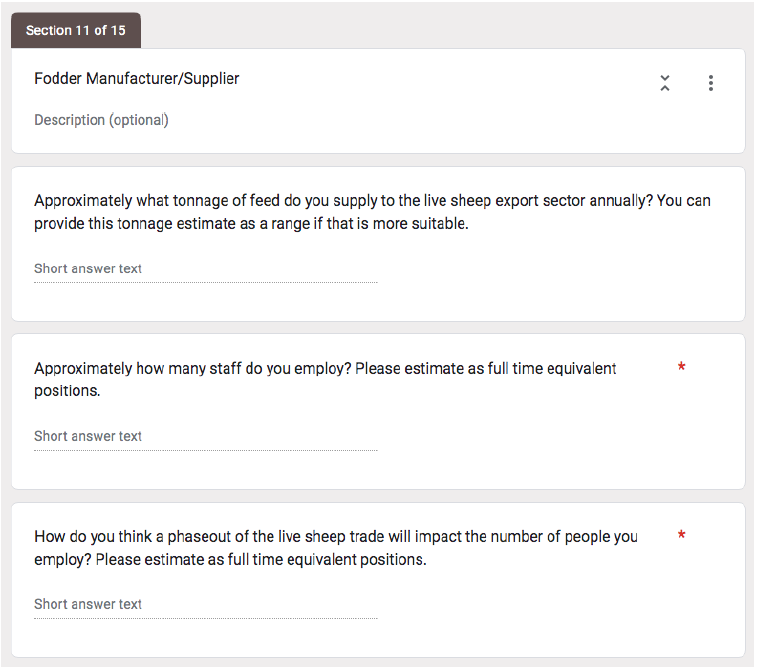 Section 11 of 15
Fodder Manufacturer/Supplier
Description (optional)
Approximately what tonnage of feed do you supply to the live sheep export sector annually? You can
provide this tonnage estimate as a range if that is more suitable.
Short answer text
Approximately how many staff do you employ? Please estimate as full time equivalent *
positions.
Short answer text
How do you think a phaseout of the live sheep trade will impact the number of people you *
employ? Please estimate as full time equivalent positions.
Short answer text